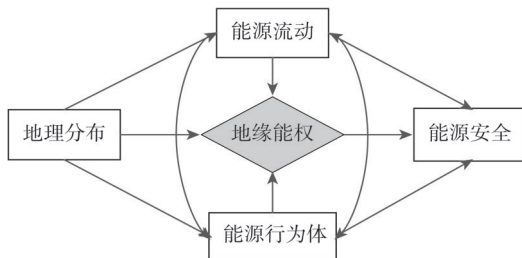 能源流动
地理分布
地缘能权
能源安全
能源行为体